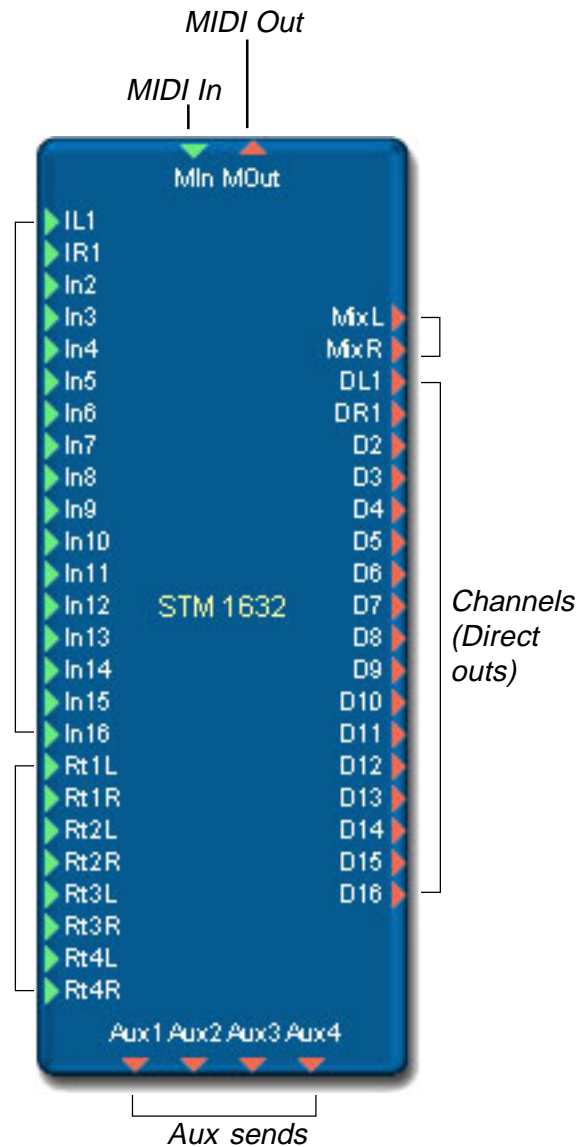 MIDI Out
MIDI In
MIn MOut
IL1
IR1
In2
In3 MixL
In4 MixR
In5 DL1
In6 DR1
In7 D2
In8 D3
In9 D4
In10 D5
In11 D6
In12 STM 1632 D7
In13 D8
In14 D9
In15 D10
In16 D11
Rt1L D12
Rt1R D13
Rt2L D14
Rt2R D15
Rt3L D16
Rt3R
Rt4L
Rt4R
Channels
(Direct
outs)
Aux1 Aux2 Aux3 Aux4
Aux sends